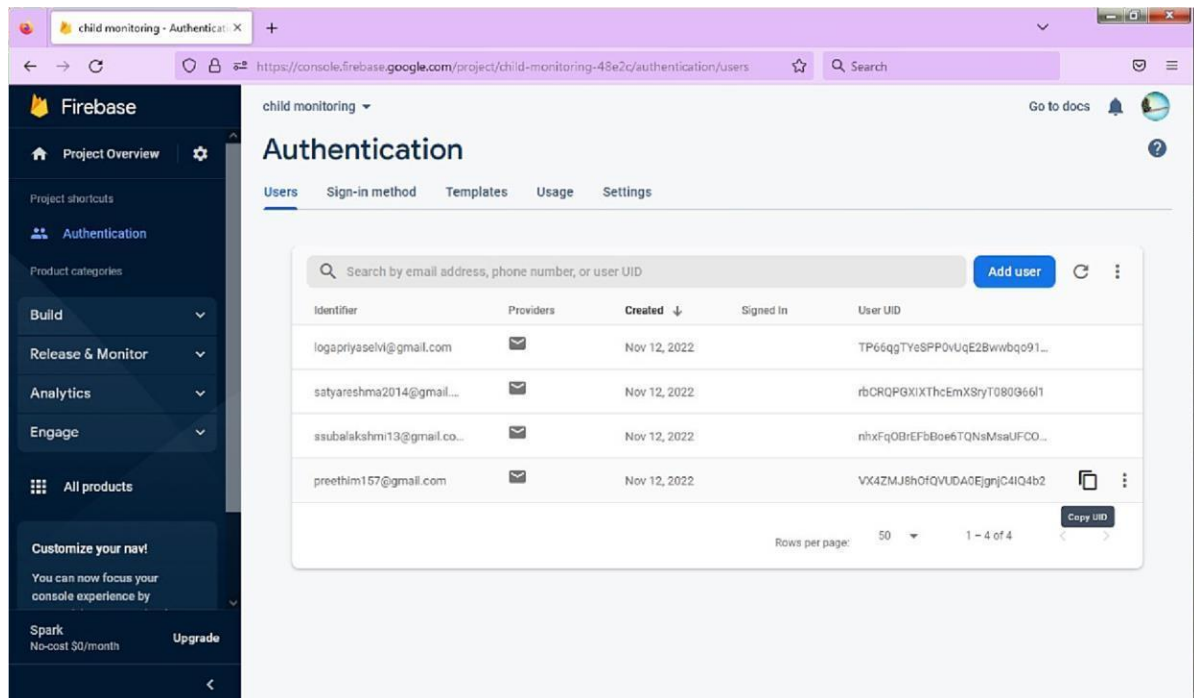 child monitoring - Authenticati
https://console.firebase.google.com/project/child-monitoring-48e2c/authentication/users
Search
Firebase
child monitoring
Go to docs
Project Overview
Authentication
Users Sign-in method Templates Usage Settings
Project shortcuts
Authentication
Product categories
Build
Release & Monitor
Analytics
Engage
All products
Customize your nav!
You can now focus your
console experience by
Spark
No-cost $0/month
Upgrade
Search by email address, phone number, or user UID
Add user
Identifier Providers Created Signed In User UID
logapriyaselvi@gmail.com Nov 12, 2022
satyareshma2014@gmail.... Nov 12, 2022
ssubalakshmi13@gmail.co... Nov 12, 2022
preethim157@gmail.com Nov 12, 2022
Copy UID
Rows per page: 50 1 – 4 of 4